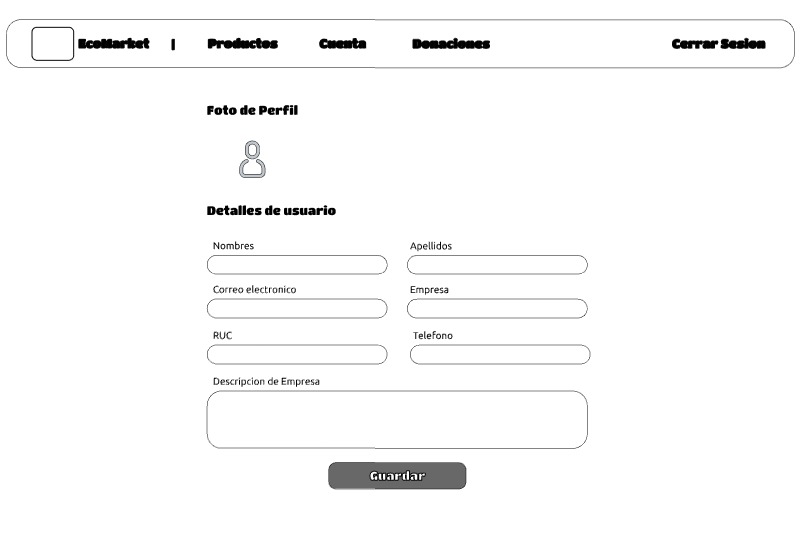 EcoMarket | Productos Cuenta Donaciones Cerrar Sesion
Foto de Perfil
Detalles de usuario
Nombres Apellidos
Correo electronico Empresa
RUC Telefono
Descripcion de Empresa
Guardar